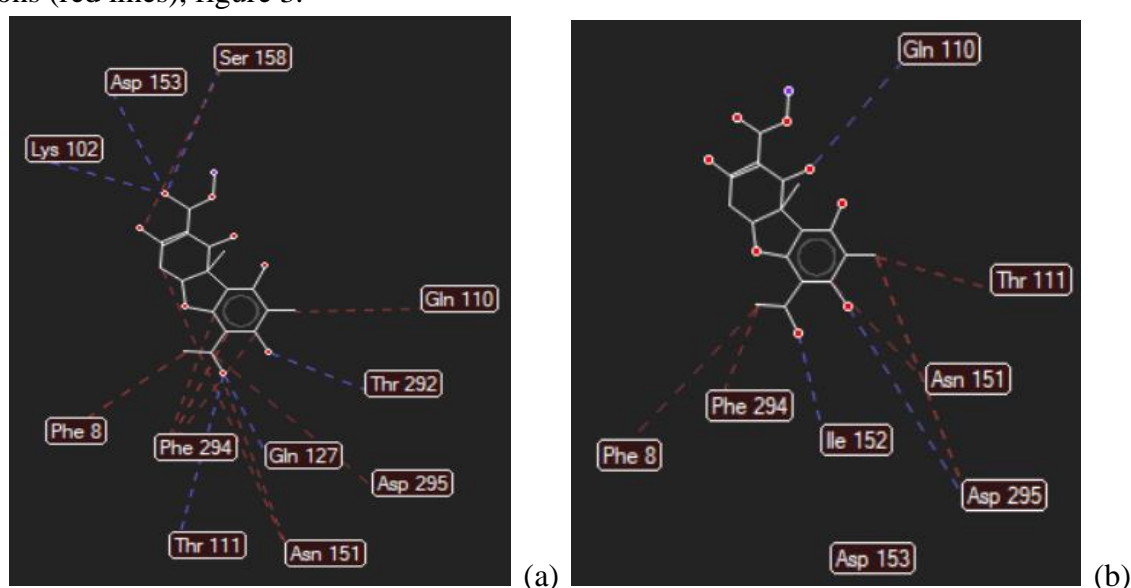 ons (red lines), figure 3.
Ser 158
Asp 153
Lys 102
Gln 110
Thr 292
Phe 8
Phe 294
Gln 127
Asp 295
Thr 111
Asn 151
(a)
Gln 110
Thr 111
Asn 151
Phe 294
Ile 152
Phe 8
Asp 295
Asp 153
(b)